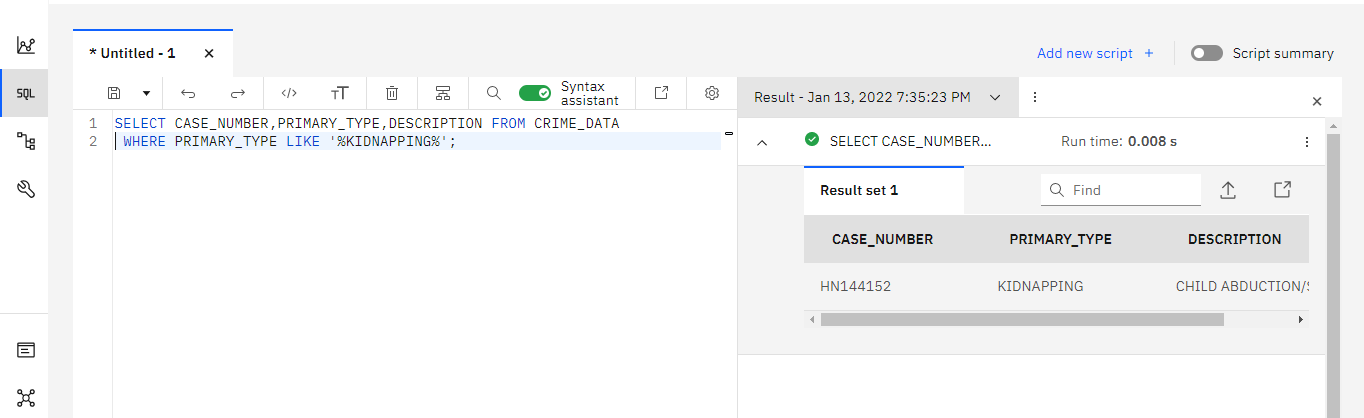 * Untitled - 1
Add new script +
Script summary
SQL
Syntax
assistant
Result - Jan 13, 2022 7:35:23 PM
1 SELECT CASE_NUMBER,PRIMARY_TYPE,DESCRIPTION FROM CRIME_DATA
2 WHERE PRIMARY_TYPE LIKE '%KIDNAPPING%';
SELECT CASE_NUMBER... Run time: 0.008 s
Result set 1
Find
CASE_NUMBER PRIMARY_TYPE DESCRIPTION
HN144152 KIDNAPPING CHILD ABDUCTION/S